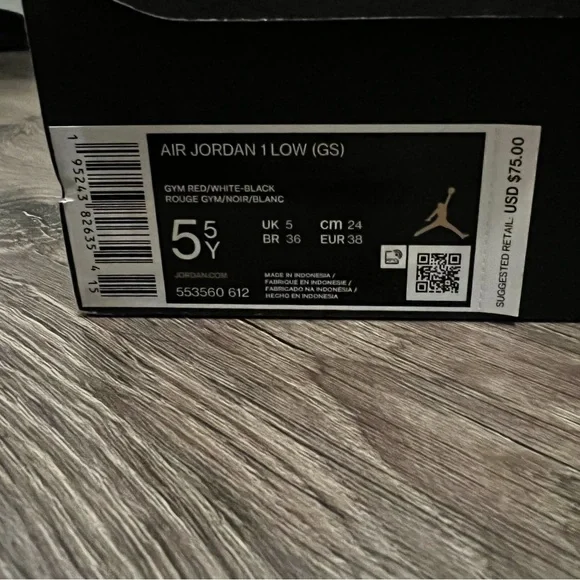 AIR JORDAN 1 LOW (GS)
GYM RED/WHITE-BLACK
ROUGE GYM/NOIR/BLANC
5.5Y
UK 5 cm 24
BR 36 EUR 38
JORDAN.COM
553560 612
MADE IN INDONESIA /
FABRIQUE EN INDONESIE /
FABRICADO NA INDONÉSIA /
HECHO EN INDONESIA
1 95243 82635 4 15
SUGGESTED RETAIL: USD $75.00